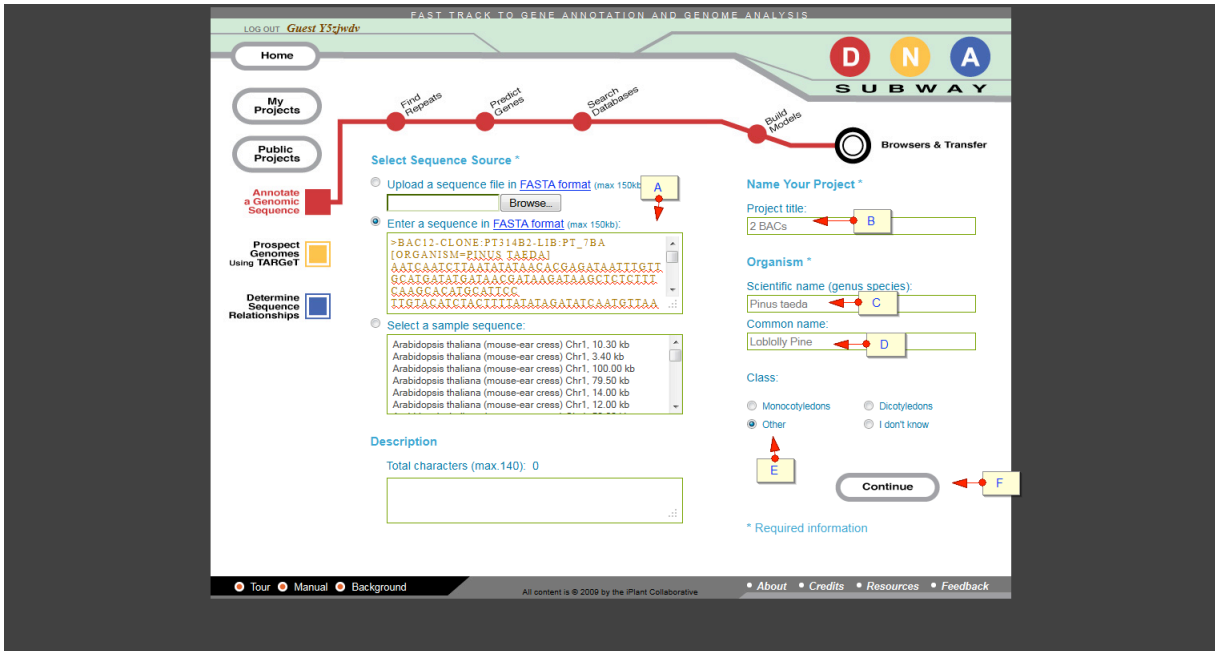 FAST TRACK TO GENE ANNOTATION AND GENOME ANALYSIS
LOG OUT Guest Y5zjwdv
Home
My
Projects
Public
Projects
D N A
SUBWAY
Find
Repeats
Predict
Genes
Search
Databases
Build
Models
Browsers & Transfer
Annotate
a Genomic
Sequence
Prospect
Genomes
Using TARGeT
Determine
Sequence
Relationships
Select Sequence Source *
Upload a sequence file in FASTA format (max 150kb
A
Browse...
Enter a sequence in FASTA format (max 150kb):
>BAC12-CLONE:PT314B2-LIB:PT_7BA
[ORGANISM=PINUS TAEDA]
AATCAATCTTAATATATAACACGAGATAATTTGTT
GCATGATATGATAACGATAAGATAAGCTCTCTTT
CAAGCACATGCATTCC
TTGTACATCTACTTTTATATAGATATCAATGTTAA
Select a sample sequence:
Arabidopsis thaliana (mouse-ear cress) Chr1, 10.30 kb
Arabidopsis thaliana (mouse-ear cress) Chr1, 3.40 kb
Arabidopsis thaliana (mouse-ear cress) Chr1, 100.00 kb
Arabidopsis thaliana (mouse-ear cress) Chr1, 79.50 kb
Arabidopsis thaliana (mouse-ear cress) Chr1, 14.00 kb
Arabidopsis thaliana (mouse-ear cress) Chr1, 12.00 kb
Description
Total characters (max.140): 0
Name Your Project *
Project title:
2 BACs
B
Organism *
Scientific name (genus species):
Pinus taeda
C
Common name:
Loblolly Pine
D
Class:
Monocotyledons
Dicotyledons
Other
I don't know
E
Continue
F
* Required information
Tour Manual Background
All content is © 2009 by the iPlant Collaborative
• About • Credits • Resources • Feedback